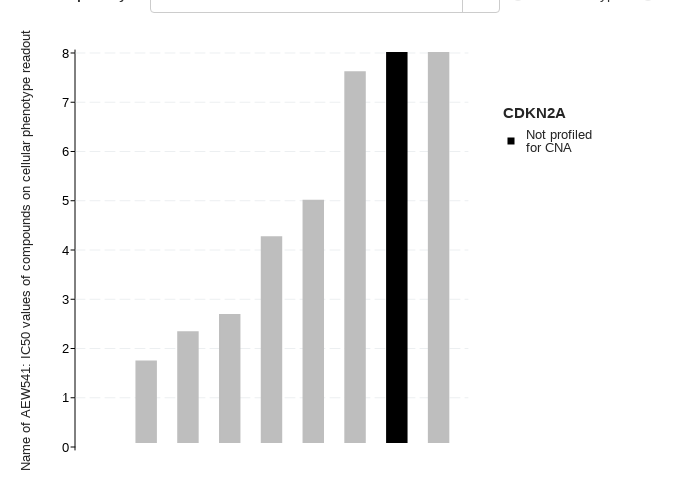 Name of AEW541: IC50 values of compounds on cellular phenotype readout
8
7
6
5
4
3
2
1
0
CDKN2A
Not profiled
for CNA